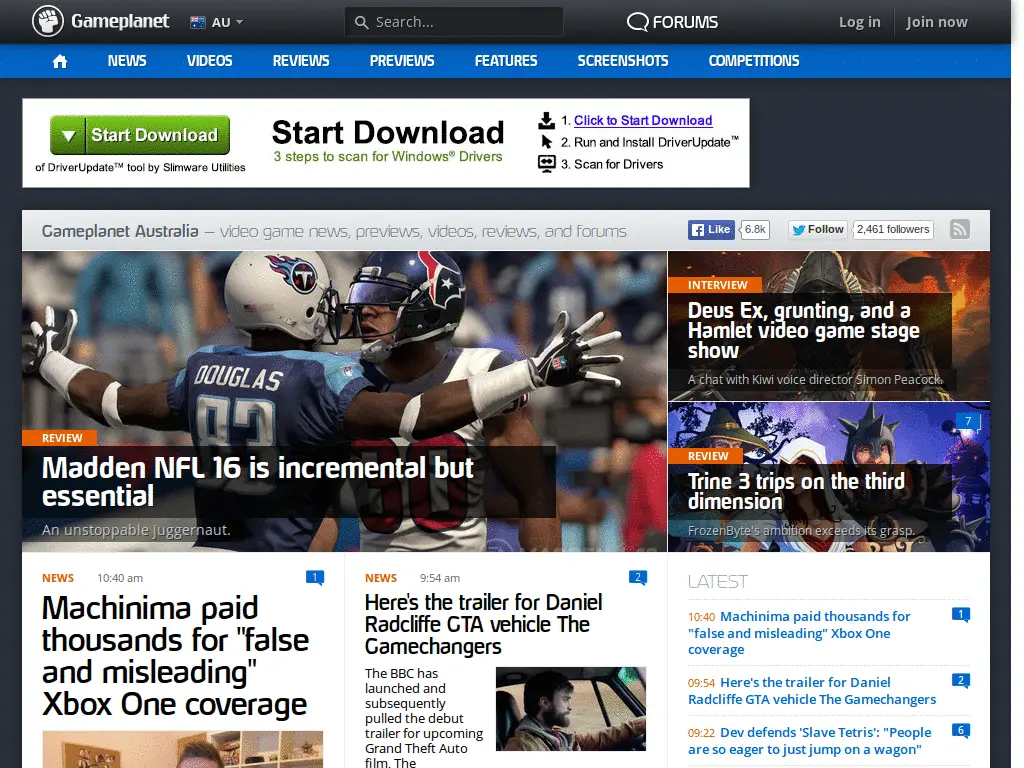 Gameplanet
AU
Search...
FORUMS
Log in
Join now
NEWS
VIDEOS
REVIEWS
PREVIEWS
FEATURES
SCREENSHOTS
COMPETITIONS
Start Download
of DriverUpdate™ tool by Slimware Utilities
Start Download
3 steps to scan for Windows® Drivers
1. Click to Start Download
2. Run and Install DriverUpdate™
3. Scan for Drivers
Gameplanet Australia – video game news, previews, videos, reviews, and forums
Like
6.8k
Follow
2,461 followers
DOUGLAS
83
REVIEW
Madden NFL 16 is incremental but
essential
An unstoppable juggernaut.
INTERVIEW
Deus Ex, grunting, and a
Hamlet video game stage
show
A chat with Kiwi voice director Simon Peacock.
7
REVIEW
Trine 3 trips on the third
dimension
FrozenByte's ambition exceeds its grasp.
NEWS 10:40 am
1
Machinima paid
thousands for "false
and misleading"
Xbox One coverage
NEWS 9:54 am
2
Here's the trailer for Daniel
Radcliffe GTA vehicle The
Gamechangers
The BBC has
launched and
subsequently
pulled the debut
trailer for upcoming
Grand Theft Auto
film, The
LATEST
10:40 Machinima paid thousands for
"false and misleading" Xbox One
coverage
1
09:54 Here's the trailer for Daniel
Radcliffe GTA vehicle The Gamechangers
2
09:22 Dev defends 'Slave Tetris': "People
are so eager to just jump on a wagon"
6